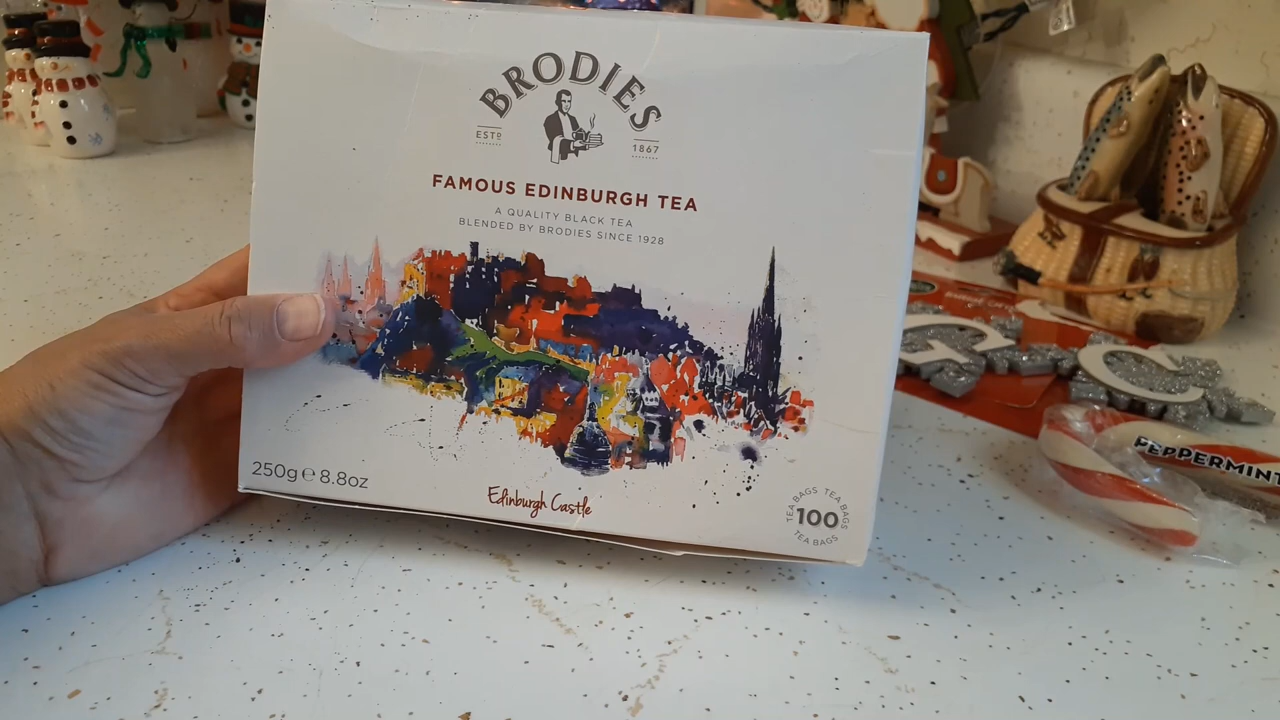 BRODIES
ESTD 1867
FAMOUS EDINBURGH TEA
A QUALITY BLACK TEA
BLENDED BY BRODIES SINCE 1928
250g ℮ 8.8oz
Edinburgh Castle
TEA BAGS TEA BAGS
100
TEA BAGS
PEPPERMINT